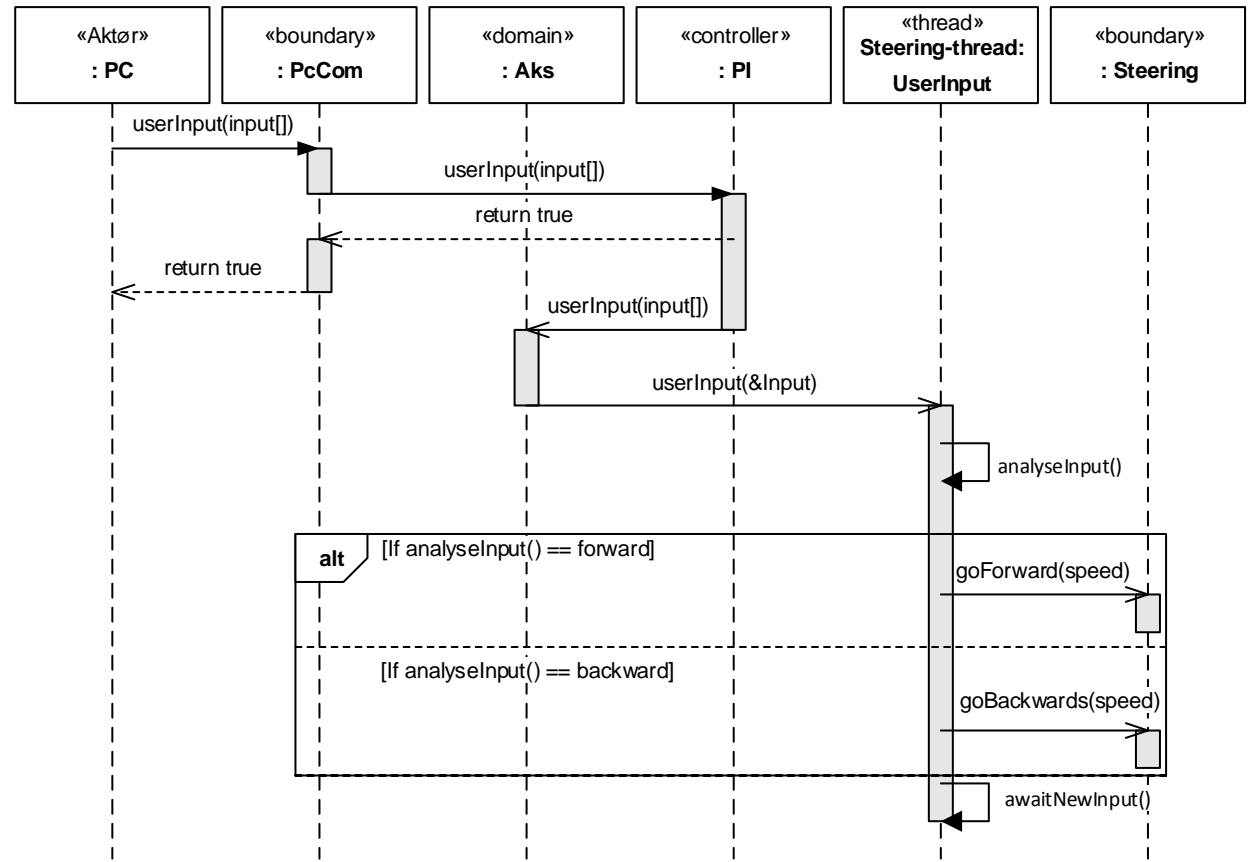 «Aktør»
: PC
«boundary»
: PcCom
«domain»
: Aks
«controller»
: PI
«thread»
Steering-thread:
UserInput
«boundary»
: Steering
userInput(input[])
userInput(input[])
return true
return true
userInput(input[])
userInput(&Input)
analyseInput()
alt
[If analyseInput() == forward]
goForward(speed)
[If analyseInput() == backward]
goBackwards(speed)
awaitNewInput()